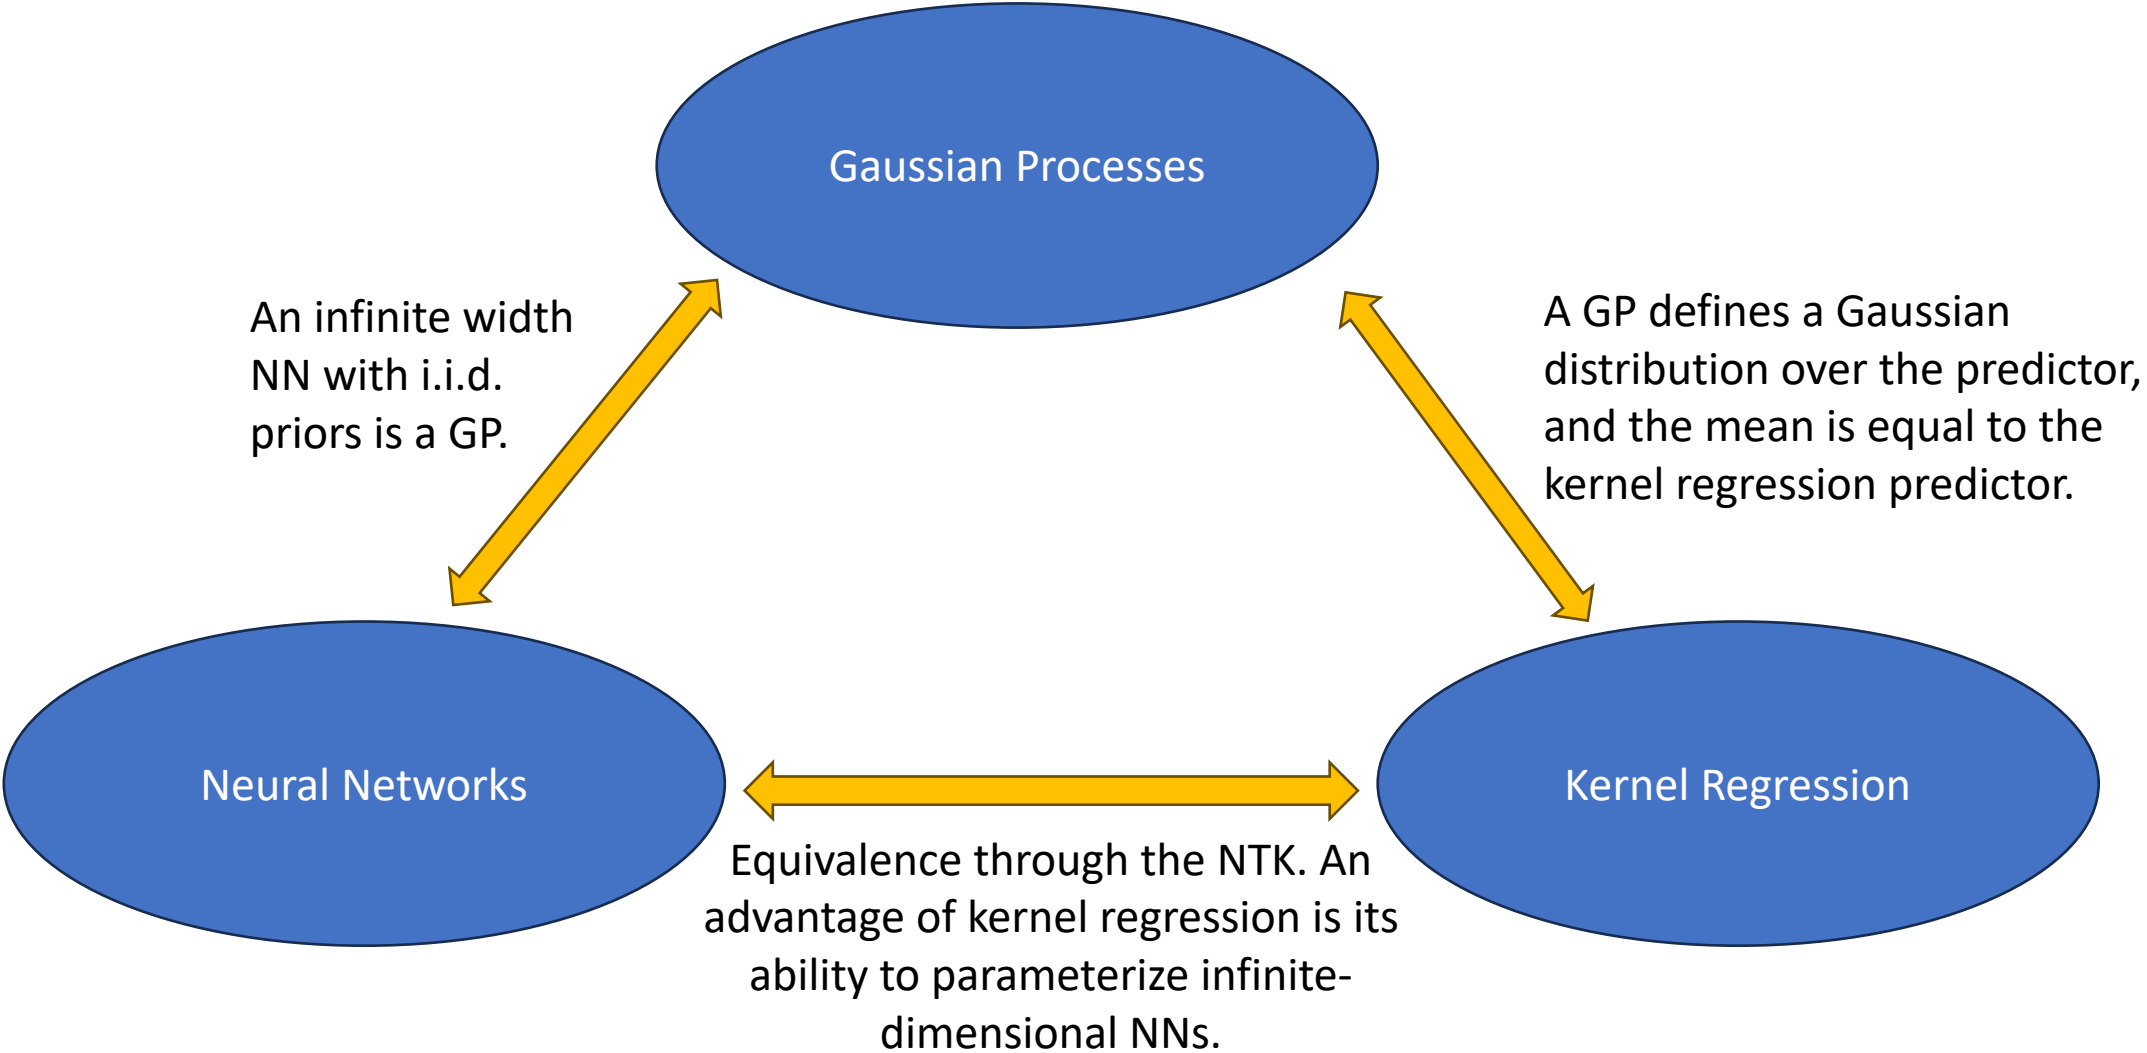 Gaussian Processes
An infinite width
NN with i.i.d.
priors is a GP.
A GP defines a Gaussian
distribution over the predictor,
and the mean is equal to the
kernel regression predictor.
Neural Networks
Kernel Regression
Equivalence through the NTK. An
advantage of kernel regression is its
ability to parameterize infinite-
dimensional NNs.